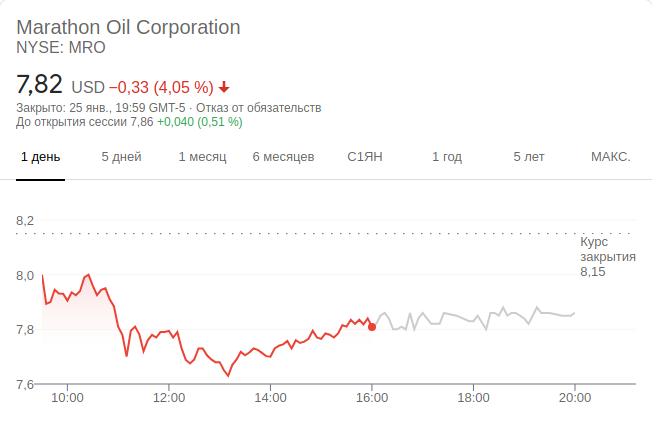 Marathon Oil Corporation
NYSE: MRO
7,82 USD −0,33 (4,05 %)
Закрыто: 25 янв., 19:59 GMT-5 · Отказ от обязательств
До открытия сессии 7,86 +0,040 (0,51 %)
1 день 5 дней 1 месяц 6 месяцев С1ЯН 1 год 5 лет МАКС.
8,2
Курс
закрытия
8,15
8,0
7,8
7,6
10:00 12:00 14:00 16:00 18:00 20:00